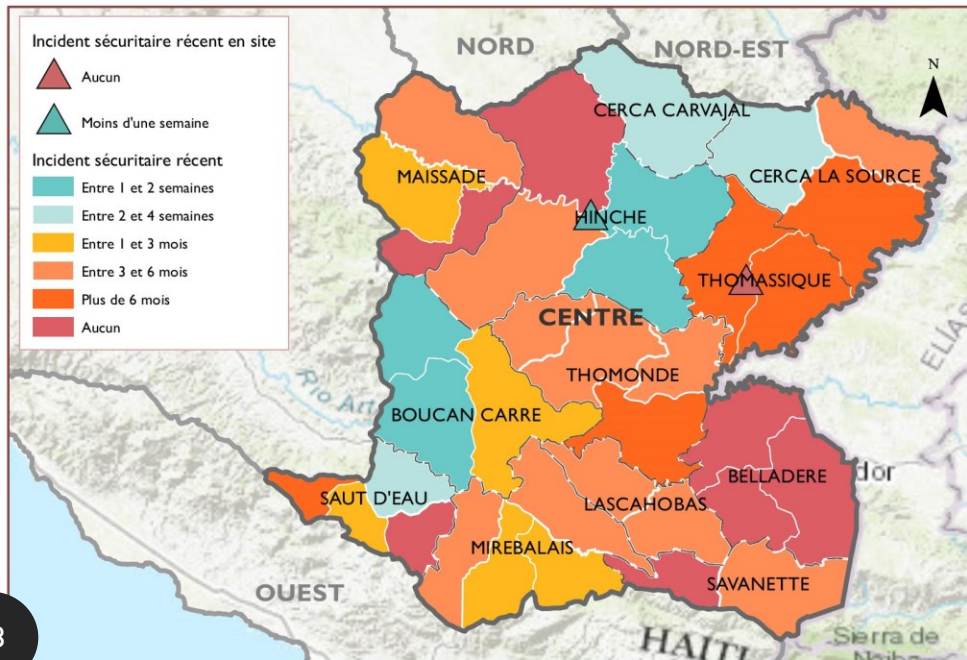 Incident sécuritaire récent en site
Aucun
Moins d'une semaine
Incident sécuritaire récent
Entre 1 et 2 semaines
Entre 2 et 4 semaines
Entre 1 et 3 mois
Entre 3 et 6 mois
Plus de 6 mois
Aucun
NORD
NORD-EST
N
CERCA CARVAJAL
MAISSADE
CERCA LA SOURCE
HINCHE
THOMASSIQUE
CENTRE
THOMONDE
BOUCAN CARRE
BELLADERE
SAUT D'EAU
LASCAHOBAS
MIREBALAIS
SAVANETTE
OUEST
HAITI
Sierra de